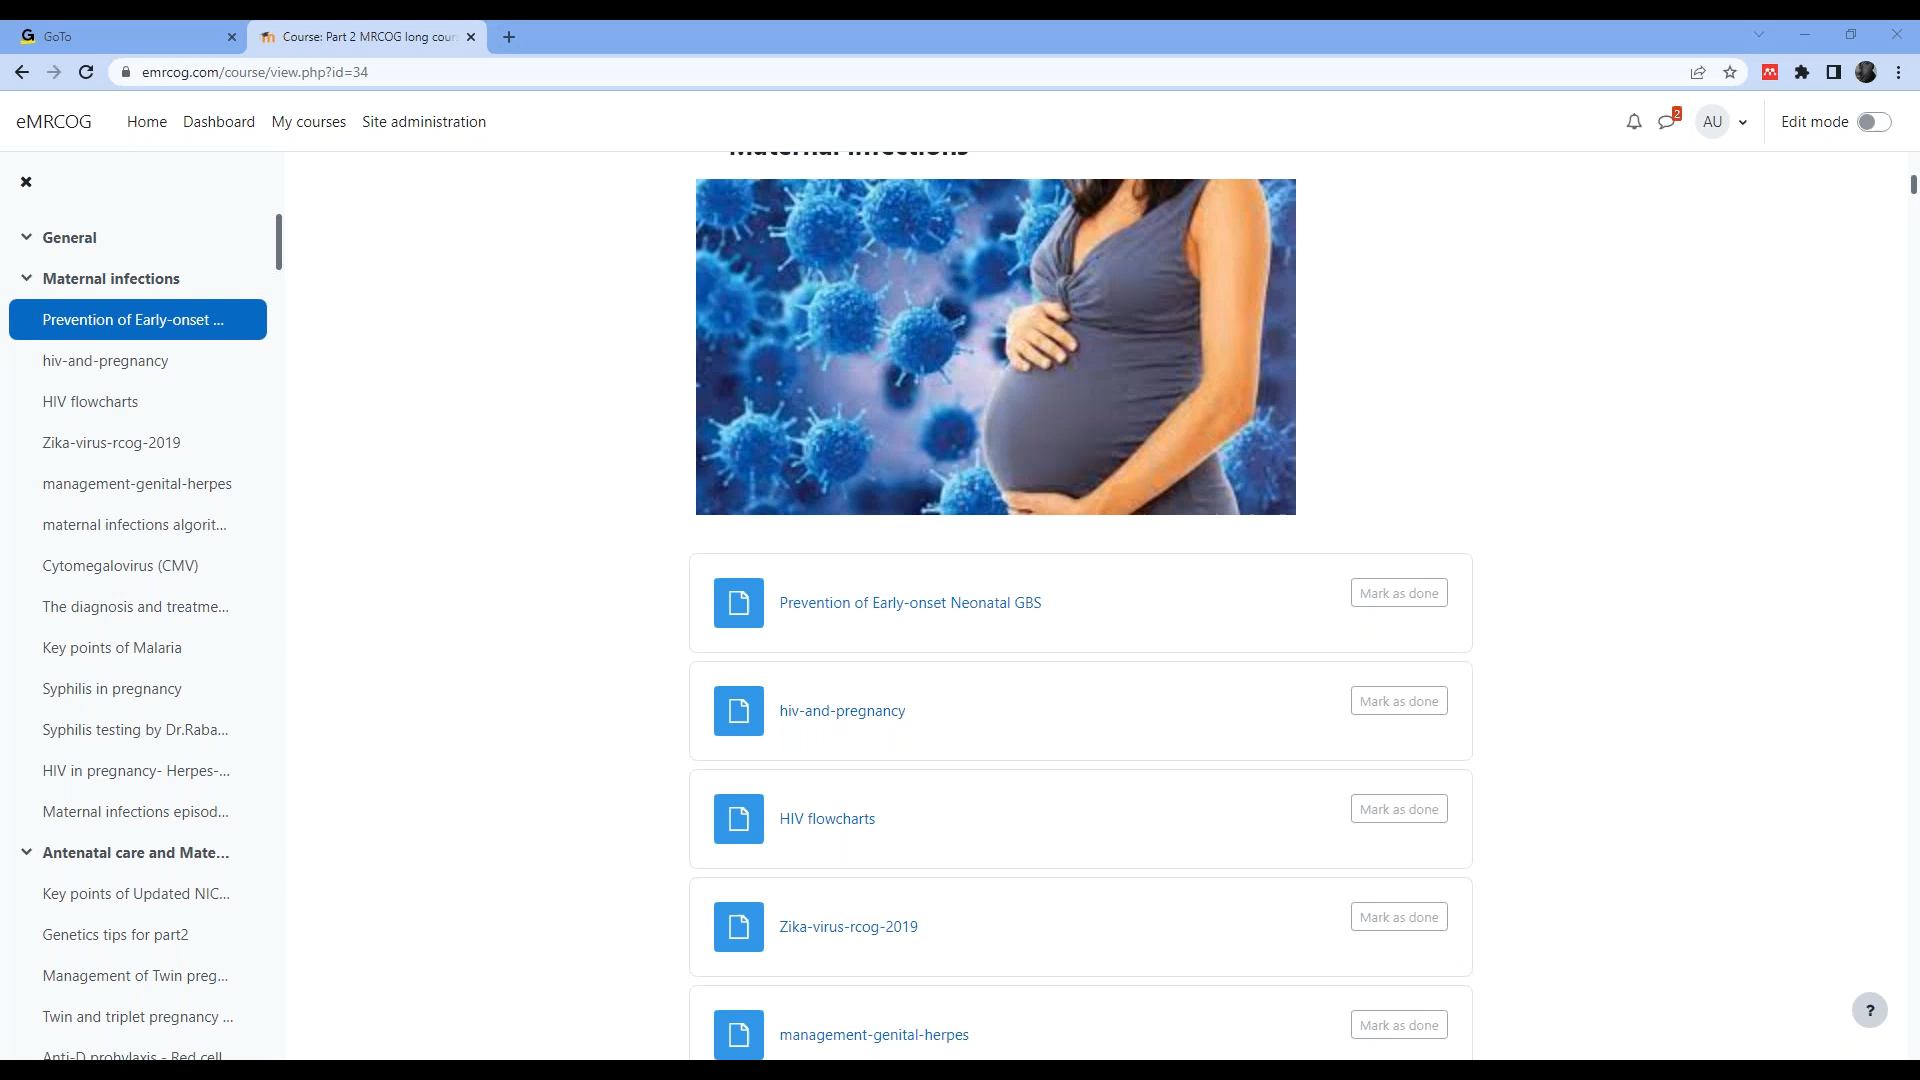 GoTo
Course: Part 2 MRCOG long cour
emrcog.com/course/view.php?id=34
eMRCOG
Home
Dashboard
My courses
Site administration
2
AU
Edit mode
Maternal infections
General
Maternal infections
Prevention of Early-onset ...
hiv-and-pregnancy
HIV flowcharts
Zika-virus-rcog-2019
management-genital-herpes
maternal infections algorit...
Cytomegalovirus (CMV)
The diagnosis and treatme...
Key points of Malaria
Syphilis in pregnancy
Syphilis testing by Dr.Raba...
HIV in pregnancy- Herpes-...
Maternal infections episod...
Antenatal care and Mate...
Key points of Updated NIC...
Genetics tips for part2
Management of Twin preg...
Twin and triplet pregnancy ...
Anti-D prohylaxis - Red cell
Prevention of Early-onset Neonatal GBS
Mark as done
hiv-and-pregnancy
Mark as done
HIV flowcharts
Mark as done
Zika-virus-rcog-2019
Mark as done
management-genital-herpes
Mark as done
?